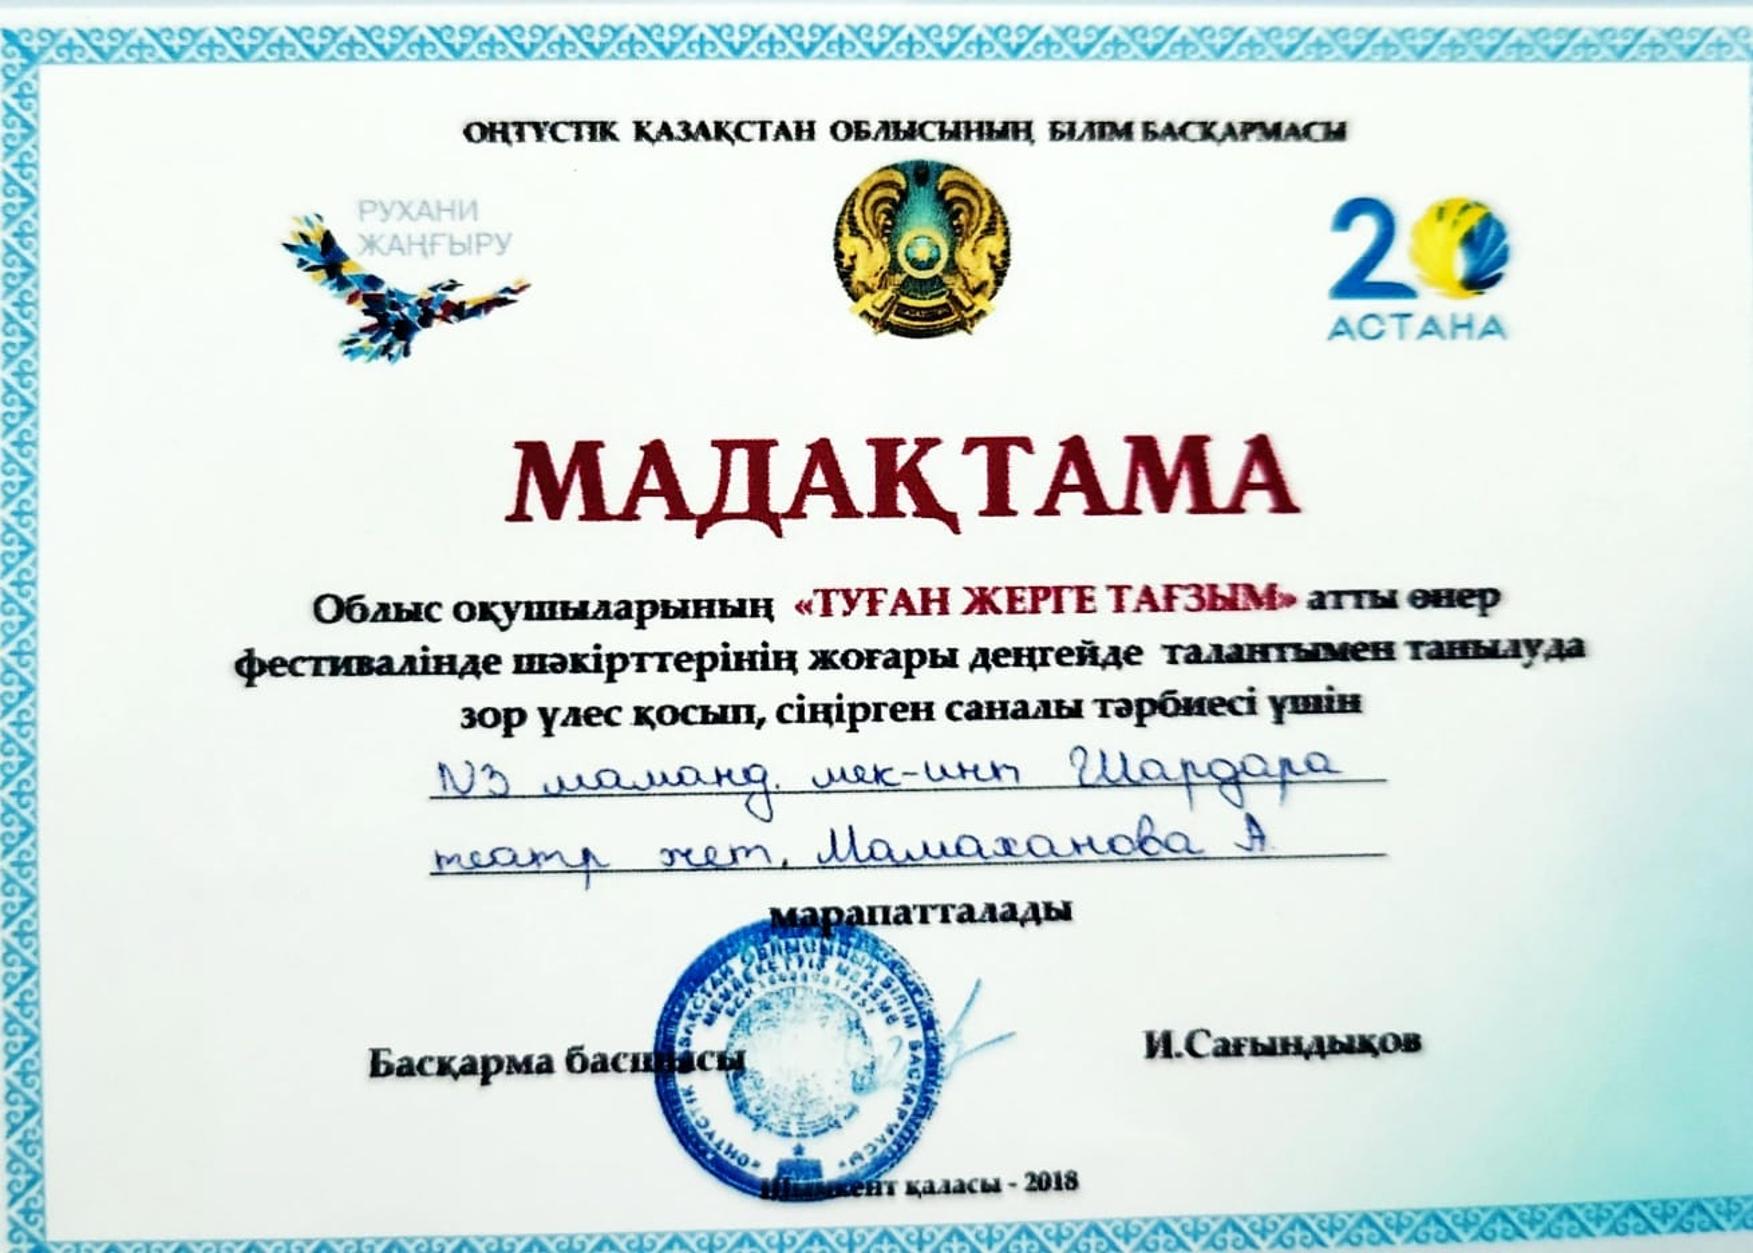 ОҢТҮСТІК ҚАЗАҚСТАН ОБЛЫСЫНЫҢ БІЛІМ БАСҚАРМАСЫ
РУХАНИ
ЖАҢҒЫРУ
20
АСТАНА
МАДАҚТАМА
Облыс оқушыларының «ТУҒАН ЖЕРГЕ ТАҒЗЫМ» атты өнер
фестивалінде шәкірттерінің жоғары деңгейде талантымен танылуда
зор үлес қосып, сіңірген саналы тәрбиесі үшін
N3 маманд. мек-инт Шардара
театр жет. Мамаханова А
марапатталады
Басқарма басшысы
И.Сағындықов
Шымкент қаласы - 2018